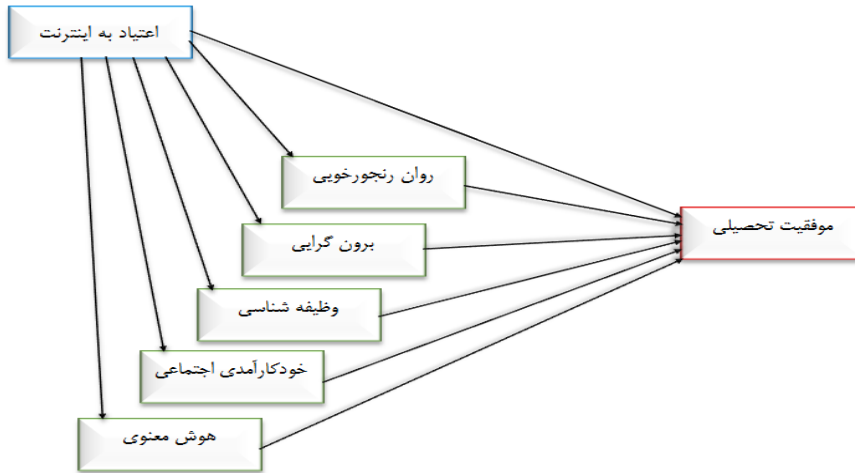 اعتیاد به اینترنت
روان رنجورخویی
برون گرایی
موفقیت تحصیلی
وظیفه شناسی
خودکارآمدی اجتماعی
هوش معنوی